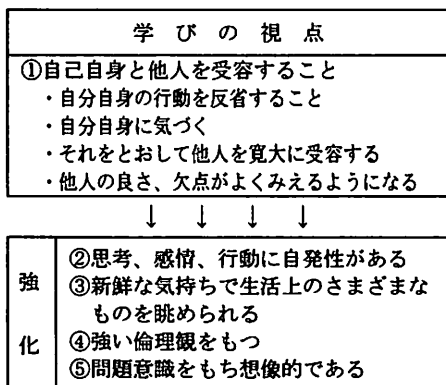 学びの視点
①自己自身と他人を受容すること
・自分自身の行動を反省すること
・自分自身に気づく
・それをとおして他人を寛大に受容する
・他人の良さ、欠点がよくみえるようになる
↓ ↓ ↓ ↓
強化
②思考、感情、行動に自発性がある
③新鮮な気持ちで生活上のさまざまな
ものを眺められる
④強い倫理観をもつ
⑤問題意識をもち想像的である